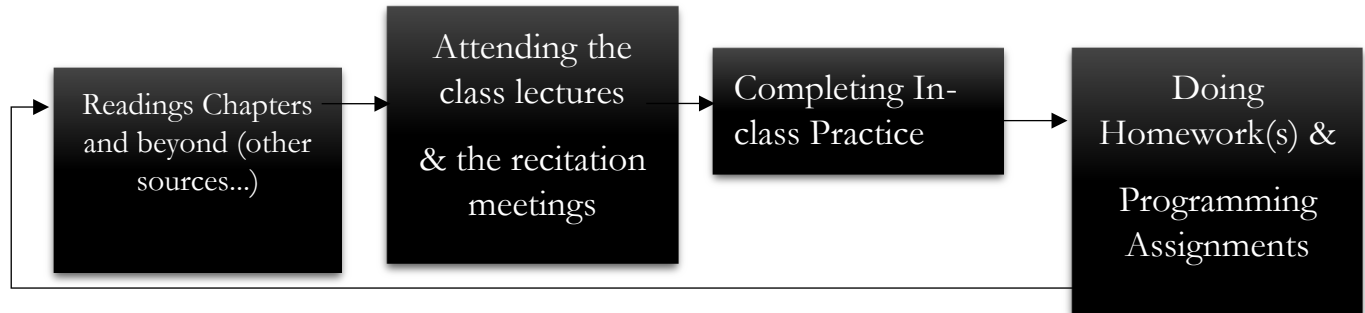 Readings Chapters
and beyond (other
sources...)
Attending the
class lectures
& the recitation
meetings
Completing In-
class Practice
Doing
Homework(s) &
Programming
Assignments